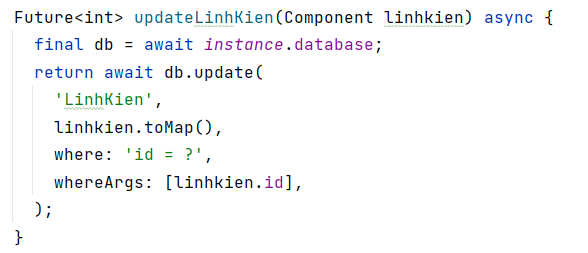 Future<int> updateLinhKien(Component linhkien) async {
  final db = await instance.database;
  return await db.update(
    'LinhKien',
    linhkien.toMap(),
    where: 'id = ?',
    whereArgs: [linhkien.id],
  );
}